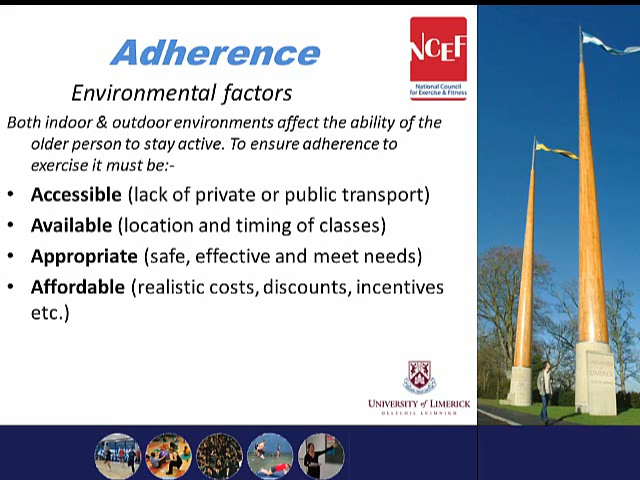 Adherence
NCEF
National Council
for Exercise & Fitness
Environmental factors
Both indoor & outdoor environments affect the ability of the
older person to stay active. To ensure adherence to
exercise it must be:-
• Accessible (lack of private or public transport)
• Available (location and timing of classes)
• Appropriate (safe, effective and meet needs)
• Affordable (realistic costs, discounts, incentives
etc.)
UNIVERSITY of LIMERICK
OLLSCOIL LUIMNIGH